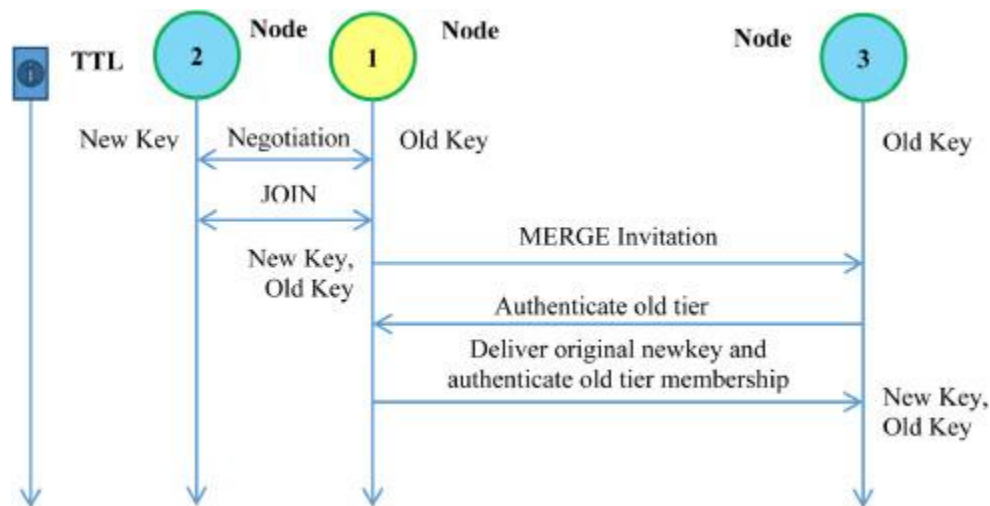 TTL
2
Node
1
Node
Node
3
New Key
Negotiation
Old Key
Old Key
JOIN
MERGE Invitation
New Key,
Old Key
Authenticate old tier
Deliver original newkey and
authenticate old tier membership
New Key,
Old Key